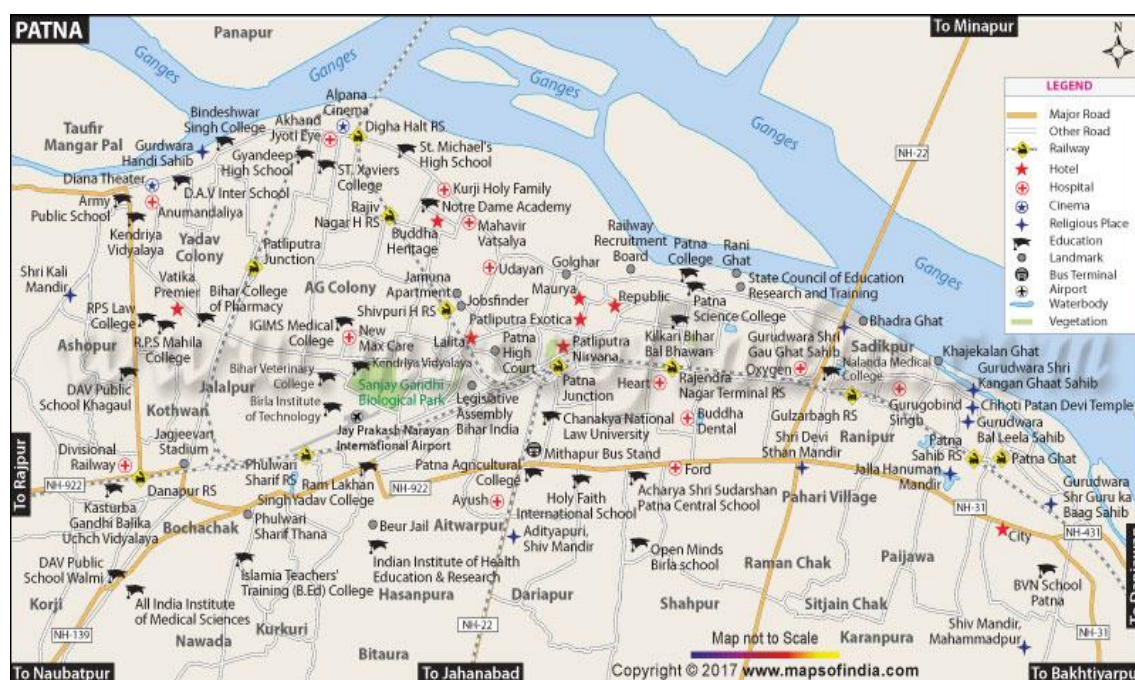 PATNA
Panapur
To Minapur
N
Ganges
Ganges
Ganges
Ganges
Ganges
LEGEND
Major Road
Other Road
Railway
Hotel
Hospital
Cinema
Religious Place
Education
Landmark
Bus Terminal
Airport
Waterbody
Vegetation
Alpana
Cinema
Bindeshwar
Singh College
Akhand
Jyoti Eye
Digha Halt RS
Taufir
Mangar Pal
Gurdwara
Handi Sahib
Gyandeep
High School
St. Michael's
High School
NH-22
Diana Theater
D.A.V Inter School
ST. Xaviers
College
Kurji Holy Family
Army
Public School
Anumandaliya
Rajiv
Nagar H RS
Notre Dame Academy
Kendriya
Vidyalaya
Yadav
Colony
Patliputra
Junction
Buddha
Heritage
Mahavir
Vatsalya
Railway
Recruitment
Board
Patna
College
Rani
Ghat
Shri Kali
Mandir
Vatika
Premier
Bihar College
of Pharmacy
AG Colony
Jamuna
Apartment
Udayan
Golghar
Maurya
Republic
State Council of Education
Research and Training
RPS Law
College
Jobsfinder
Shivpuri H RS
Patliputra Exotica
Patna
Science College
Bhadra Ghat
R.P.S Mahila
College
IGIMS Medical
College
New
Max Care
Lalita
Patna
High
Court
Patliputra
Nirvana
Kilkari Bihar
Bal Bhawan
Gurudwara Shri
Gau Ghat Sahib
Sadikpur
Ashopur
Jalalpur
Bihar Veterinary
College
Kendriya Vidyalaya
Oxygen
Nalanda Medical
College
Khajekalan Ghat
DAV Public
School Khagaul
Sanjay Gandhi
Biological Park
Patna
Junction
Heart
Rajendra
Nagar Terminal RS
Gurudwara Shri
Kangan Ghaat Sahib
Kothwan
Birla Institute
of Technology
Legislative
Assembly
Bihar India
Chanakya National
Law University
Buddha
Dental
Gulzarbagh RS
Gurugobind
Singh
Chhoti Patan Devi Temple
Gurudwara
Bal Leela Sahib
Jay Prakash Narayan
International Airport
Jagjeevan
Stadium
Mithapur Bus Stand
Shri Devi
Sthan Mandir
Ranipur
Patna
Sahib RS
Patna Ghat
Divisional
Railway
Phulwari
Sharif RS
Patna Agricultural
College
Ford
Jalla Hanuman
Mandir
To Rajpur
NH-922
Danapur RS
Ram Lakhan
Singh Yadav College
NH-922
Ayush
Holy Faith
International School
Acharya Shri Sudarshan
Patna Central School
Pahari Village
Gurudwara
Shr Guru ka
Baag Sahib
Kasturba
Gandhi Balika
Uchch Vidyalaya
Bochachak
Phulwari
Sharif Thana
Beur Jail
Aitwarpur
Adityapuri,
Shiv Mandir
NH-31
City
NH-431
DAV Public
School Walmi
Islamia Teachers'
Training (B.Ed) College
Indian Institute of Health
Education & Research
Open Minds
Birla school
Raman Chak
Paijawa
Korji
All India Institute
of Medical Sciences
Hasanpura
Dariapur
Shahpur
Sitjain Chak
BVN School
Patna
NH-139
Nawada
Kurkuri
NH-22
Karanpura
Shiv Mandir,
Mahammadpur
NH-31
Bitaura
Map not to Scale
To Naubatpur
To Jahanabad
Copyright © 2017 www.mapsofindia.com
To Bakhtiyarpu